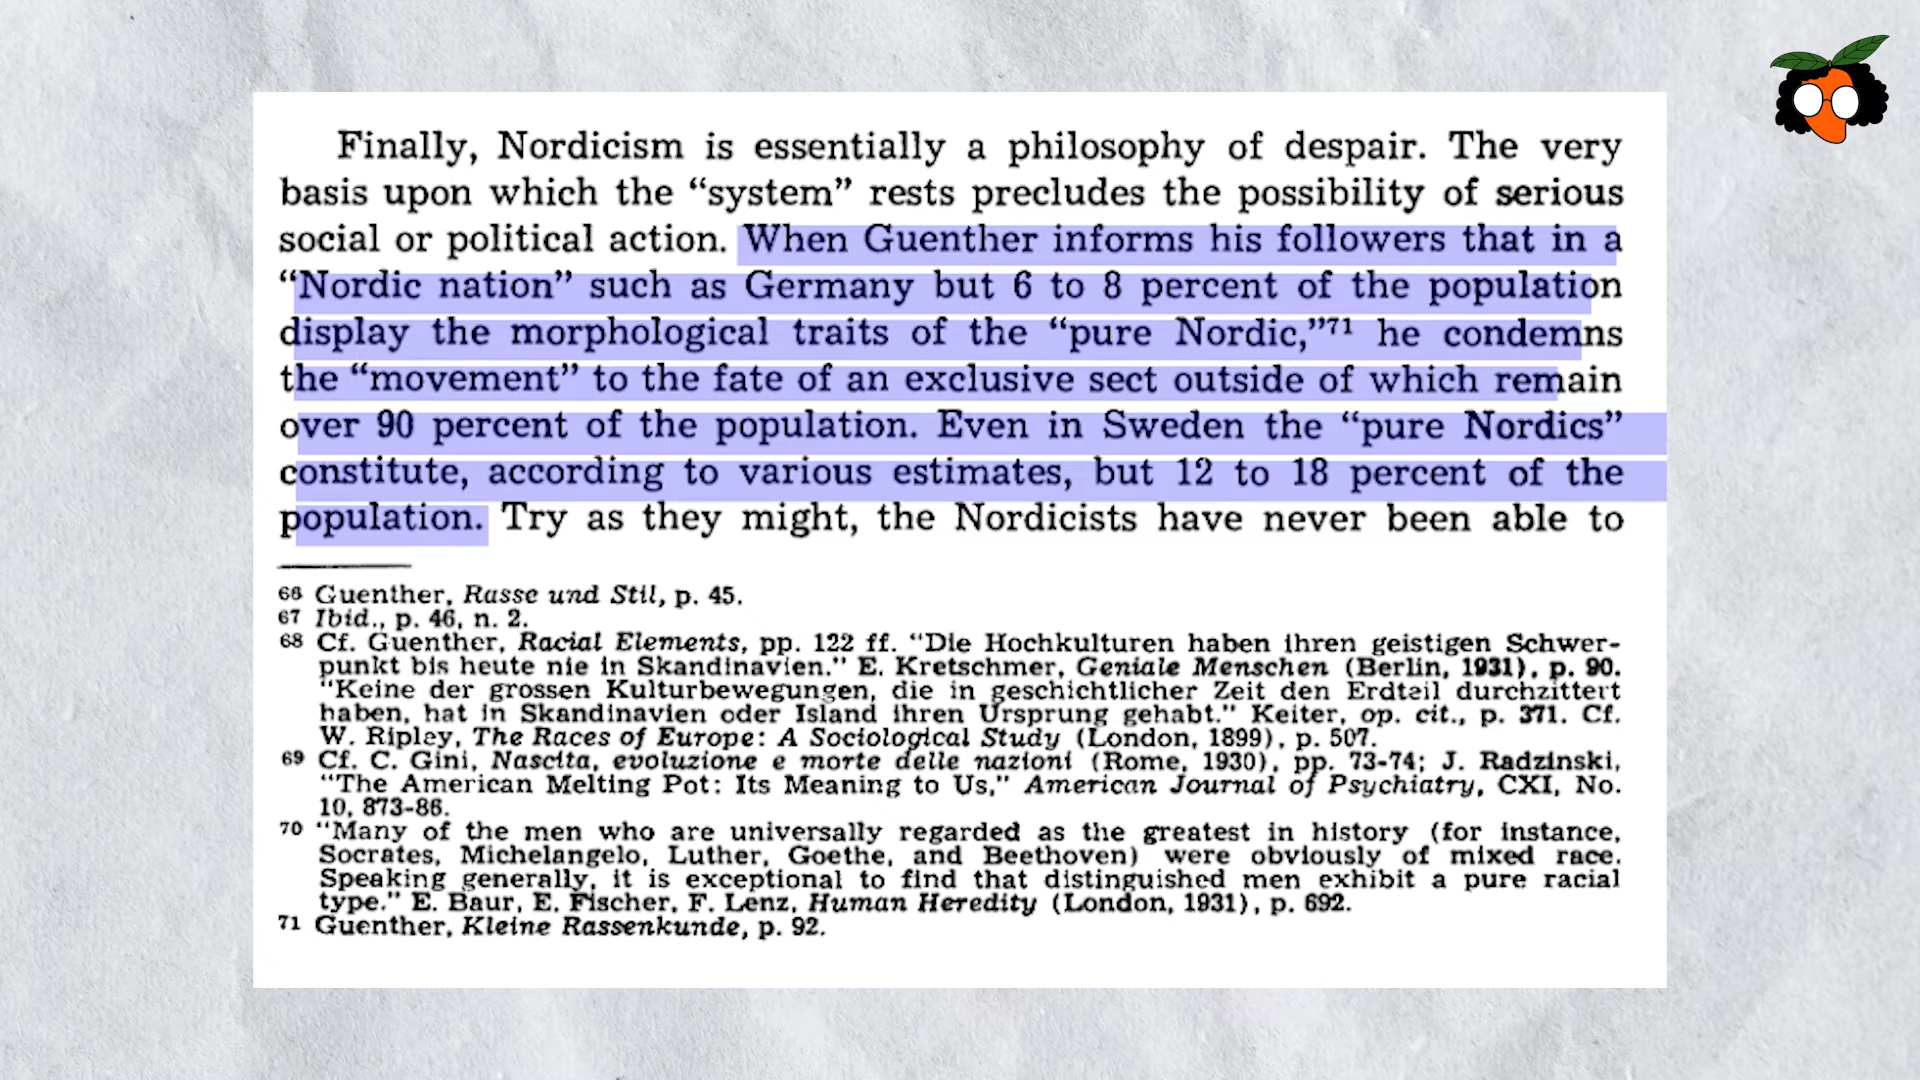 Finally, Nordicism is essentially a philosophy of despair. The very
basis upon which the “system” rests precludes the possibility of serious
social or political action. When Guenther informs his followers that in a
“Nordic nation” such as Germany but 6 to 8 percent of the population
display the morphological traits of the “pure Nordic,”71 he condemns
the “movement” to the fate of an exclusive sect outside of which remain
over 90 percent of the population. Even in Sweden the “pure Nordics”
constitute, according to various estimates, but 12 to 18 percent of the
population. Try as they might, the Nordicists have never been able to
66 Guenther, Rasse und Stil, p. 45.
67 Ibid., p. 46, n. 2.
68 Cf. Guenther, Racial Elements, pp. 122 ff. “Die Hochkulturen haben ihren geistigen Schwer-
punkt bis heute nie in Skandinavien.” E. Kretschmer, Geniale Menschen (Berlin, 1931), p. 90.
“Keine der grossen Kulturbewegungen, die in geschichtlicher Zeit den Erdteil durchzittert
haben, hat in Skandinavien oder Island ihren Ursprung gehabt.” Keiter, op. cit., p. 371. Cf.
W. Ripley, The Races of Europe: A Sociological Study (London, 1899), p. 507.
69 Cf. C. Gini, Nascita, evoluzione e morte delle nazioni (Rome, 1930), pp. 73-74; J. Radzinski,
“The American Melting Pot: Its Meaning to Us,” American Journal of Psychiatry, CXI, No.
10, 873-86.
70 “Many of the men who are universally regarded as the greatest in history (for instance,
Socrates, Michelangelo, Luther, Goethe, and Beethoven) were obviously of mixed race.
Speaking generally, it is exceptional to find that distinguished men exhibit a pure racial
type.” E. Baur, E. Fischer, F. Lenz, Human Heredity (London, 1931), p. 692.
71 Guenther, Kleine Rassenkunde, p. 92.